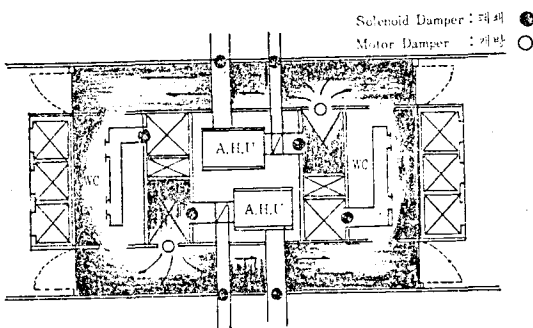 Solenoid Damper : 폐쇄
Motor Damper : 개방
A.H.U
WC
WC
A.H.U